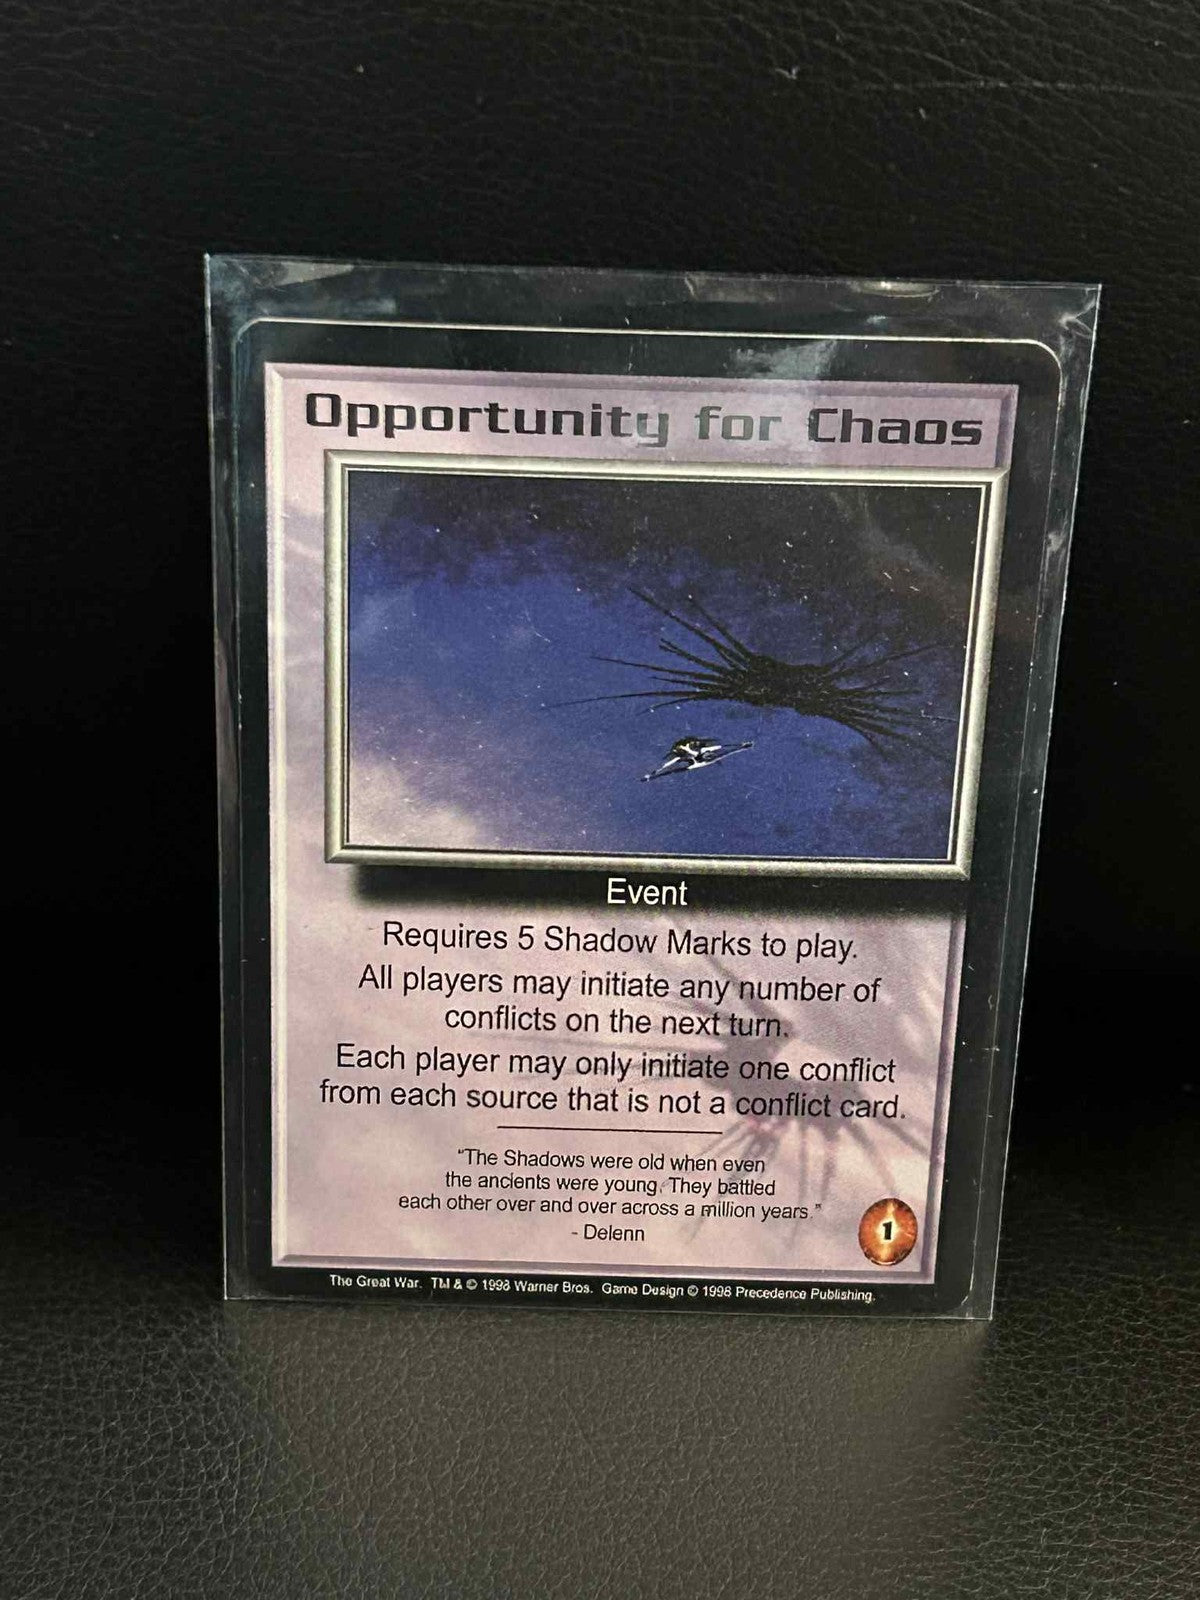 Opportunity for Chaos
Event
Requires 5 Shadow Marks to play.
All players may initiate any number of
conflicts on the next turn.
Each player may only initiate one conflict
from each source that is not a conflict card.
"The Shadows were old when even
the ancients were young. They battled
each other over and over across a million years."
- Delenn
1
The Great War. TM & © 1998 Warner Bros. Game Design © 1998 Precedence Publishing.